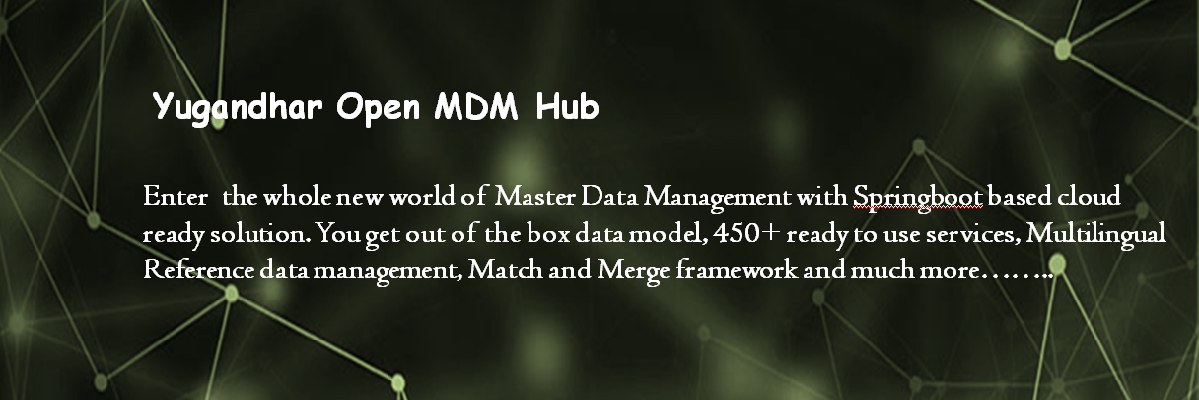 Yugandhar Open MDM Hub
Enter the whole new world of Master Data Management with Springboot based cloud
ready solution. You get out of the box data model, 450+ ready to use services, Multilingual
Reference data management, Match and Merge framework and much more……..